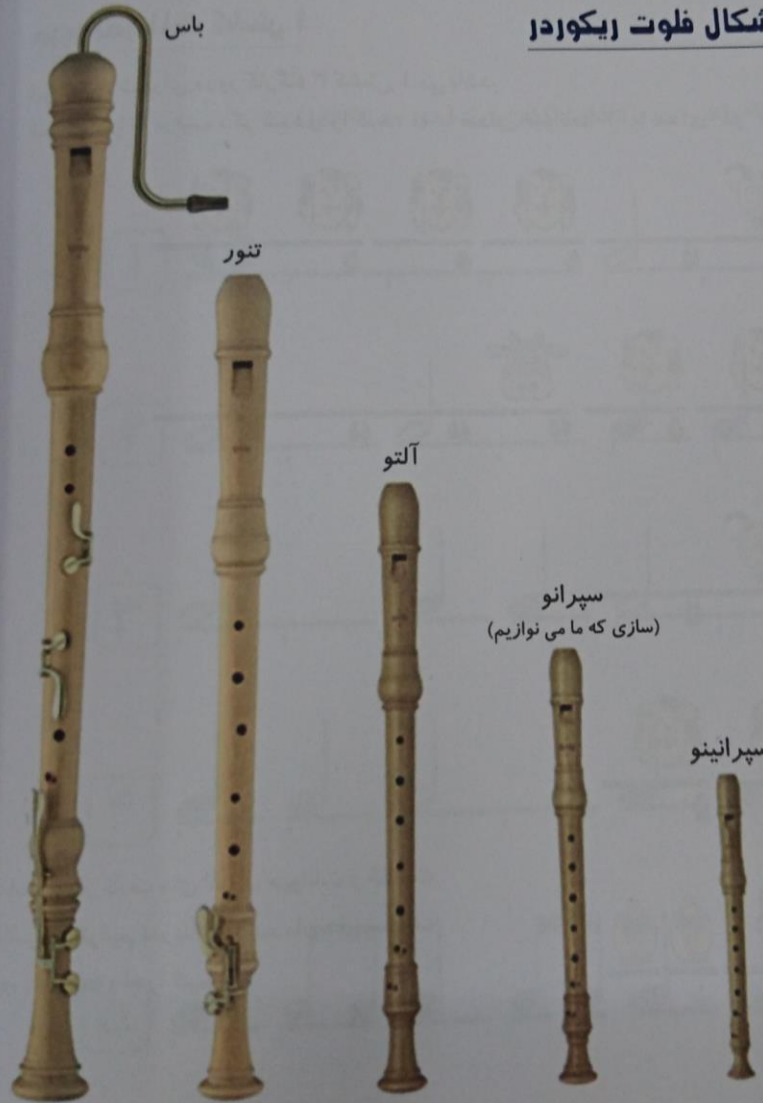 شکال فلوت ریکوردر
باس
تنور
آلتو
سپرانو
(سازی که ما می نوازیم)
سپرانینو